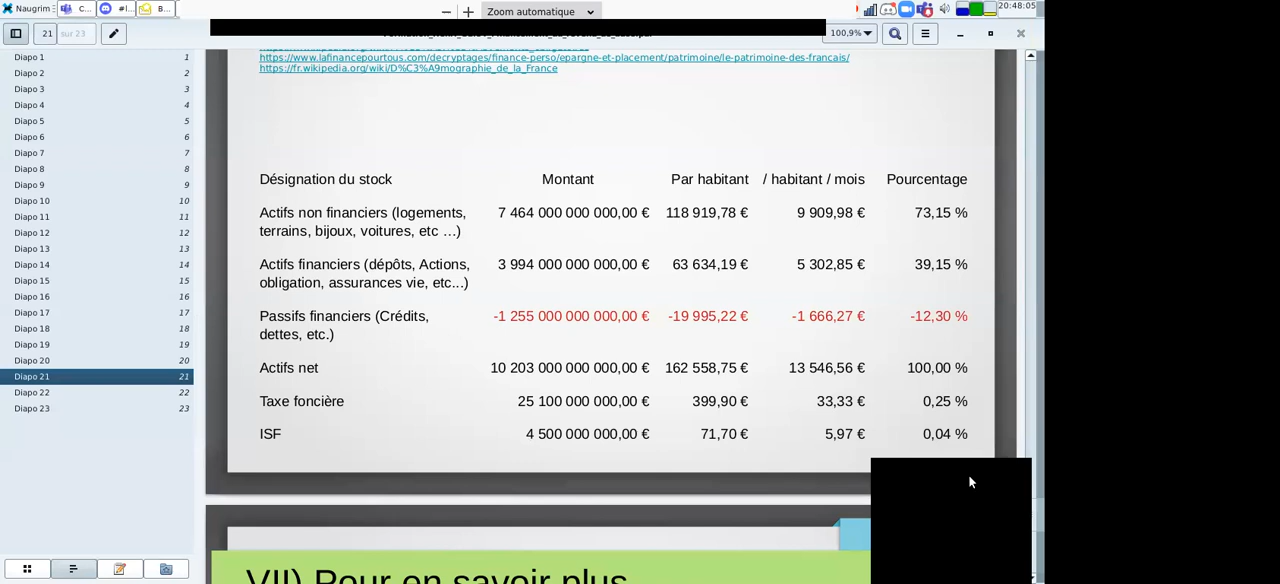 Naugrim
C...
#I...
B...
Zoom automatique
20:48:05
21 sur 23
100,9%
Diapo 1 1
Diapo 2 2
Diapo 3 3
Diapo 4 4
Diapo 5 5
Diapo 6 6
Diapo 7 7
Diapo 8 8
Diapo 9 9
Diapo 10 10
Diapo 11 11
Diapo 12 12
Diapo 13 13
Diapo 14 14
Diapo 15 15
Diapo 16 16
Diapo 17 17
Diapo 18 18
Diapo 19 19
Diapo 20 20
Diapo 21 21
Diapo 22 22
Diapo 23 23
https://www.lafinancepourtous.com/decryptages/finance-perso/epargne-et-placement/patrimoine/le-patrimoine-des-francais/
https://fr.wikipedia.org/wiki/D%C3%A9mographie_de_la_France
Désignation du stock Montant Par habitant / habitant / mois Pourcentage
Actifs non financiers (logements, 7 464 000 000 000,00 € 118 919,78 € 9 909,98 € 73,15 %
terrains, bijoux, voitures, etc ...)
Actifs financiers (dépôts, Actions, 3 994 000 000 000,00 € 63 634,19 € 5 302,85 € 39,15 %
obligation, assurances vie, etc...)
Passifs financiers (Crédits, -1 255 000 000 000,00 € -19 995,22 € -1 666,27 € -12,30 %
dettes, etc.)
Actifs net 10 203 000 000 000,00 € 162 558,75 € 13 546,56 € 100,00 %
Taxe foncière 25 100 000 000,00 € 399,90 € 33,33 € 0,25 %
ISF 4 500 000 000,00 € 71,70 € 5,97 € 0,04 %
VII) Pour en savoir plus